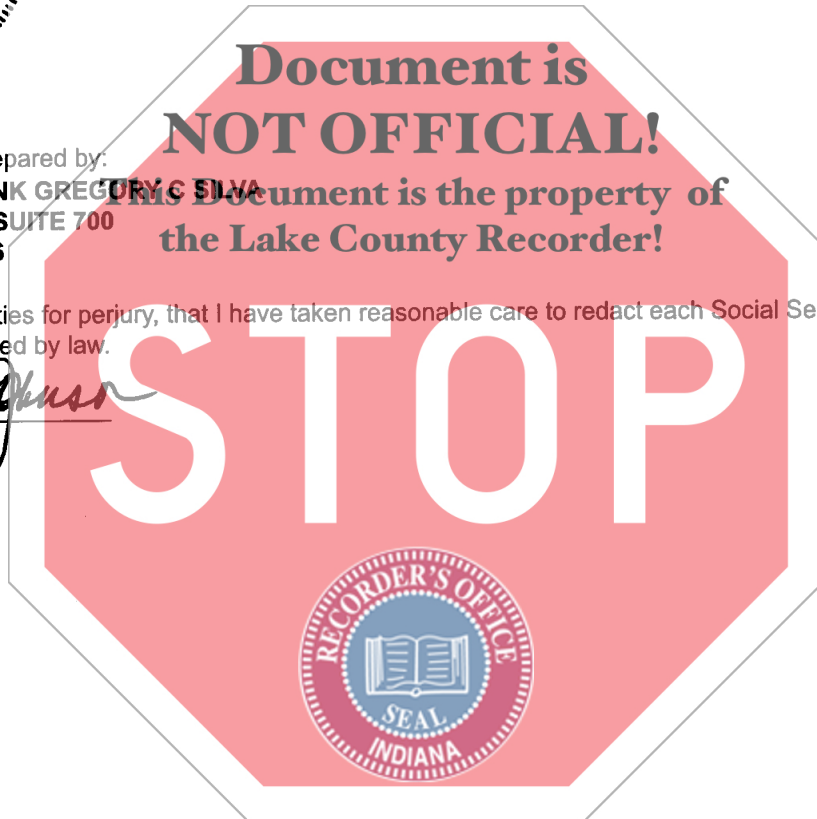 Document is
NOT OFFICIAL!
epared by:
NK GREGORY C SILVA
This Document is the property of
SUITE 700
the Lake County Recorder!
ties for perjury, that I have taken reasonable care to redact each Social Se
ed by law.
STOP
RECORDER'S OFFICE
SEAL
INDIANA